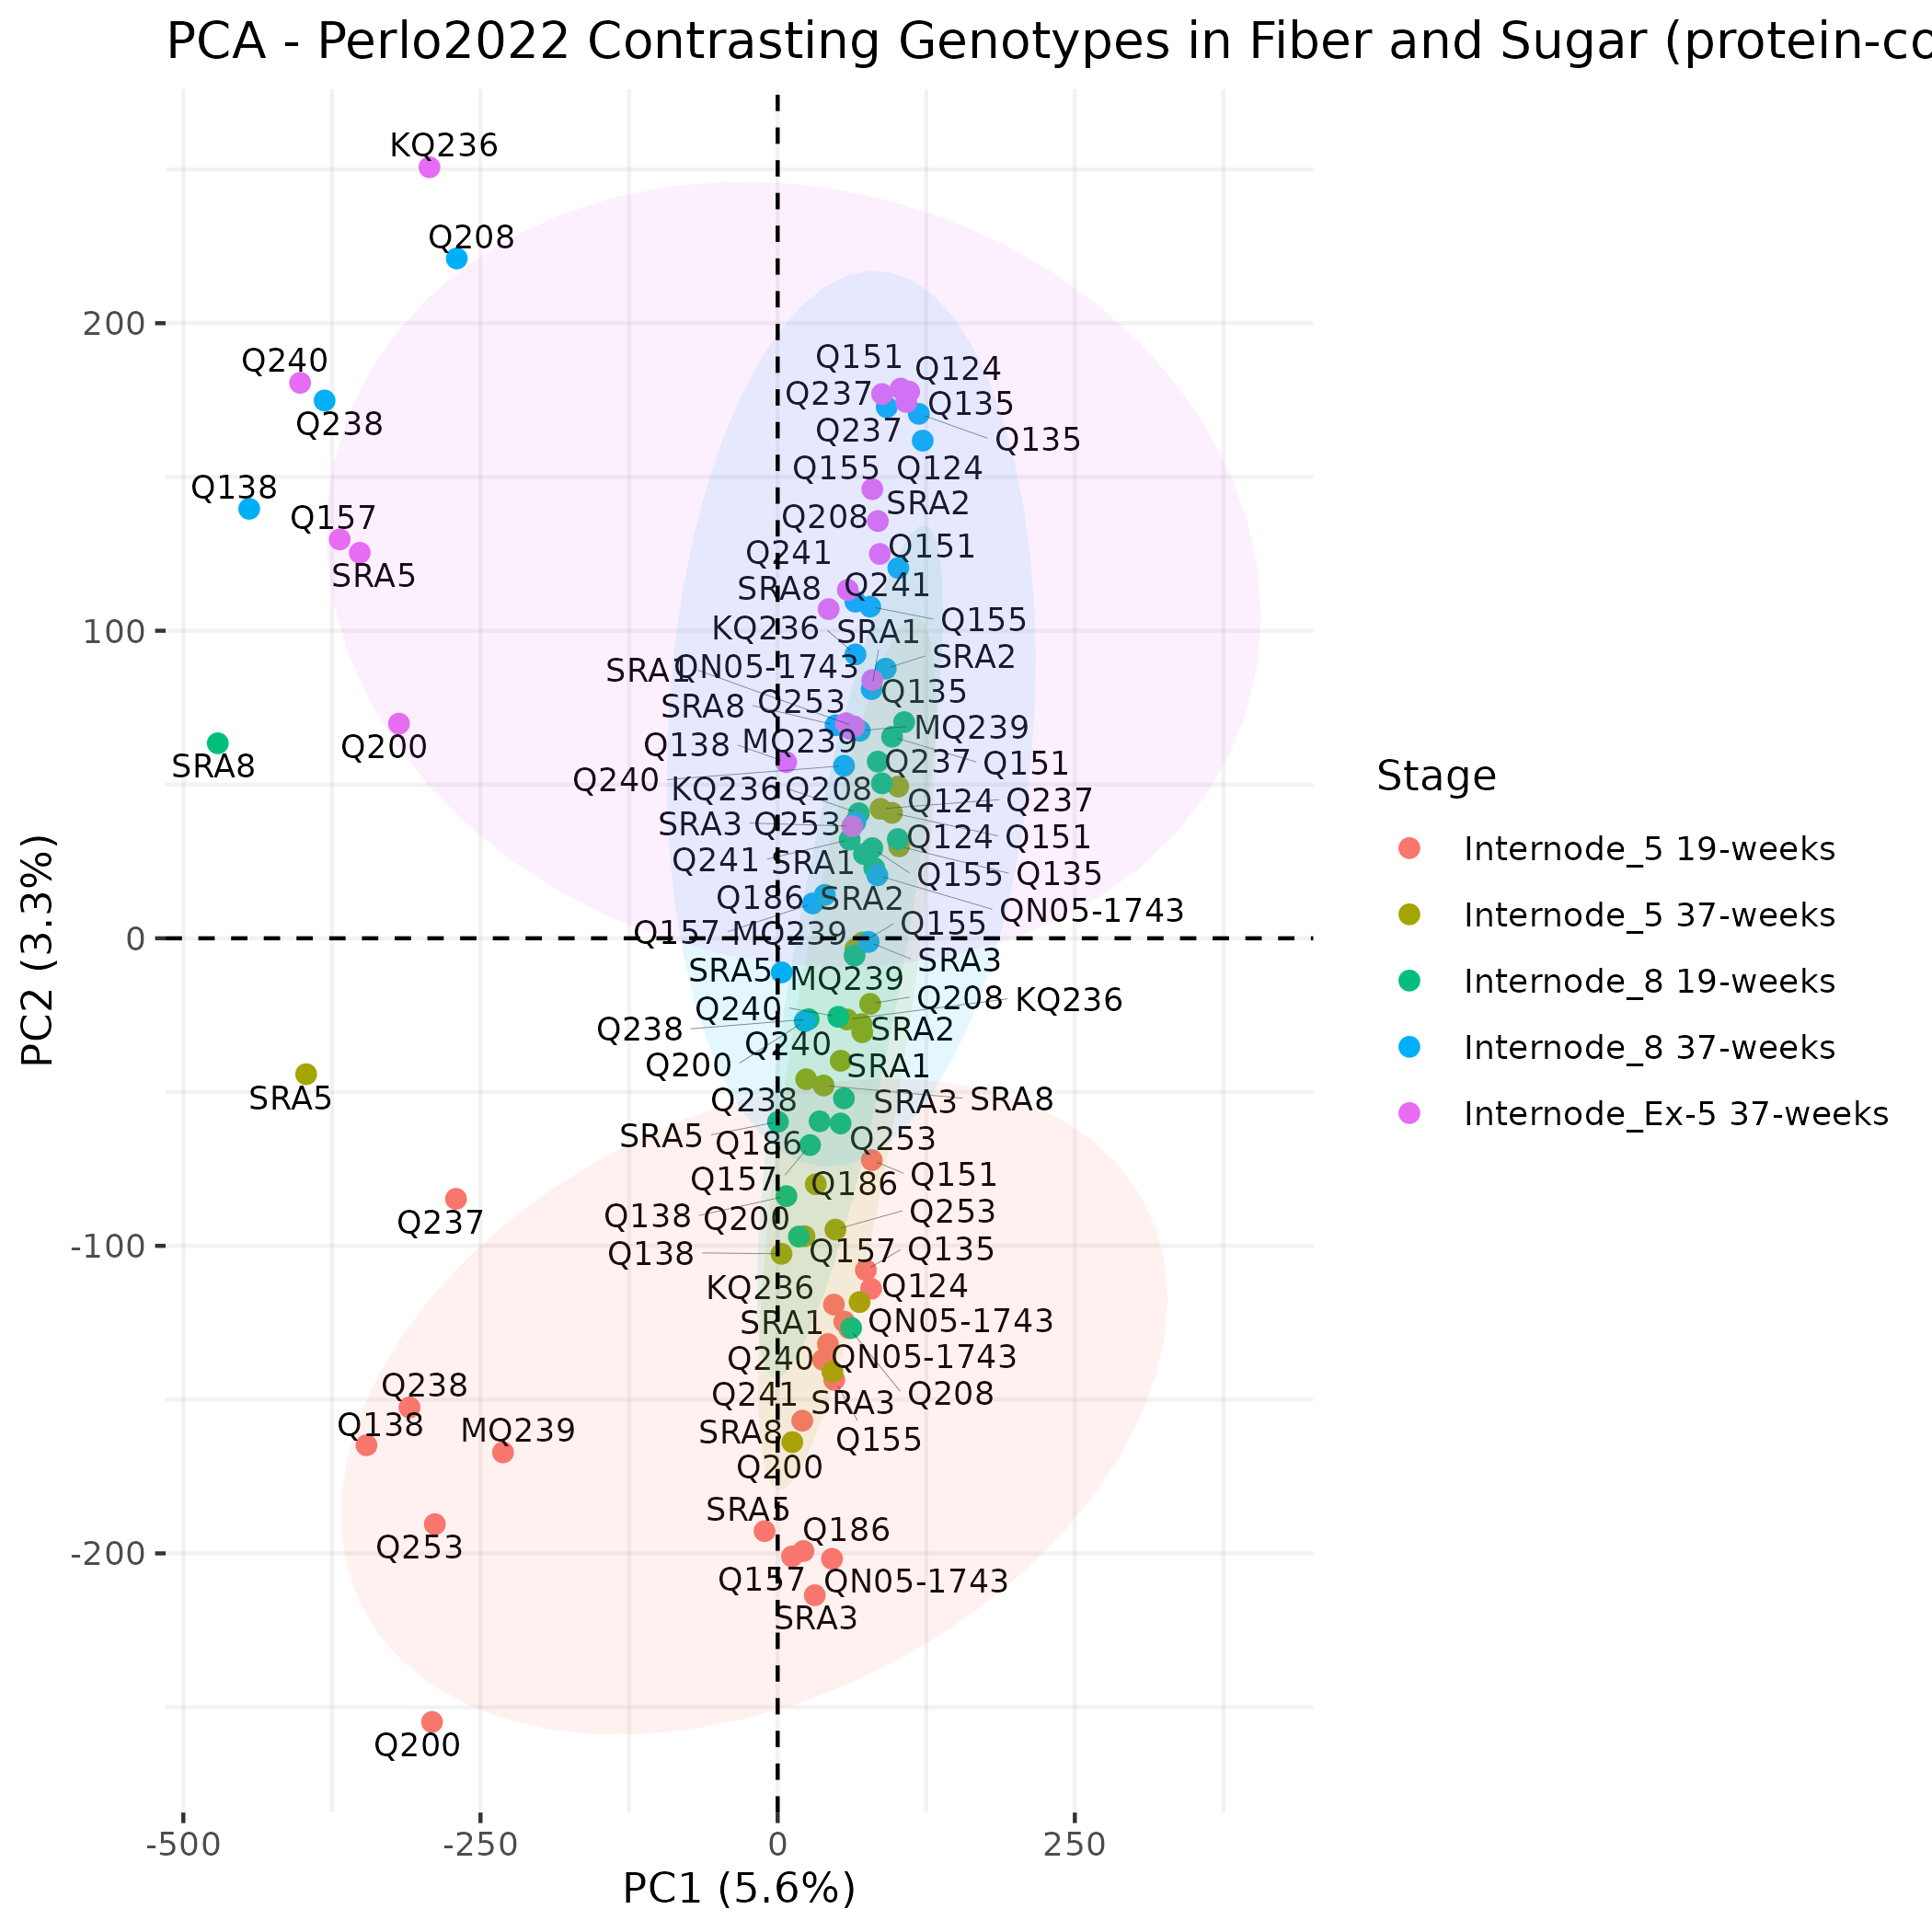 PCA - Perlo2022 Contrasting Genotypes in Fiber and Sugar (protein-co
KQ236
Q208
200
Q240
Q238
Q151
Q124
Q237
Q135
Q237
Q135
Q138
Q155
Q124
Q157
SRA2
Q208
SRA5
Q241
Q151
SRA8
Q241
100
KQ236
SRA1
Q155
SRA1
QN05-1743
SRA2
SRA8
Q253
Q135
Q200
Q138
MQ239
MQ239
SRA8
Q240
KQ236
Q208
Q237
Q151
Q124
Q237
SRA3
Q253
Q124
Q151
Q241
SRA1
Q155
Q135
Q186
SRA2
QN05-1743
0
Q157
MQ239
Q155
SRA5
MQ239
SRA3
Q240
Q208
KQ236
Q238
Q240
SRA2
Q200
SRA1
SRA5
Q238
SRA3
SRA8
SRA5
Q186
Q253
Q157
Q186
Q151
Q237
Q138
Q200
Q253
-100
Q138
Q157
Q135
KQ236
Q124
SRA1
QN05-1743
Q240
QN05-1743
Q238
Q241
SRA3
Q208
Q138
MQ239
SRA8
Q155
Q200
SRA5
Q186
-200
Q253
Q157
QN05-1743
SRA3
Q200
-500
-250
0
250
PC1 (5.6%)
PC2 (3.3%)
Stage
Internode_5 19-weeks
Internode_5 37-weeks
Internode_8 19-weeks
Internode_8 37-weeks
Internode_Ex-5 37-weeks